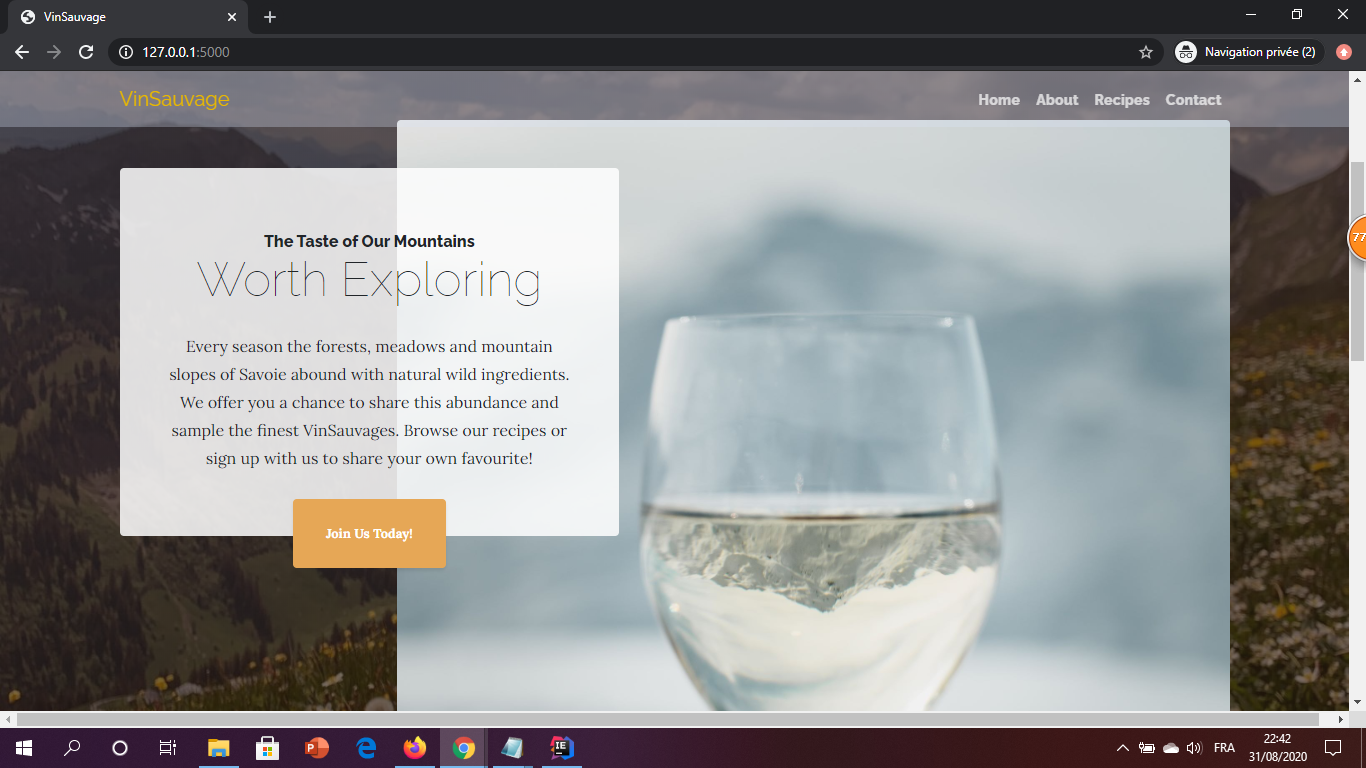 VinSauvage
127.0.0.1:5000
Navigation privée (2)
VinSauvage
Home About Recipes Contact
The Taste of Our Mountains
Worth Exploring
Every season the forests, meadows and mountain
slopes of Savoie abound with natural wild ingredients.
We offer you a chance to share this abundance and
sample the finest VinSauvages. Browse our recipes or
sign up with us to share your own favourite!
Join Us Today!
77
IE
FRA
22:42
31/08/2020